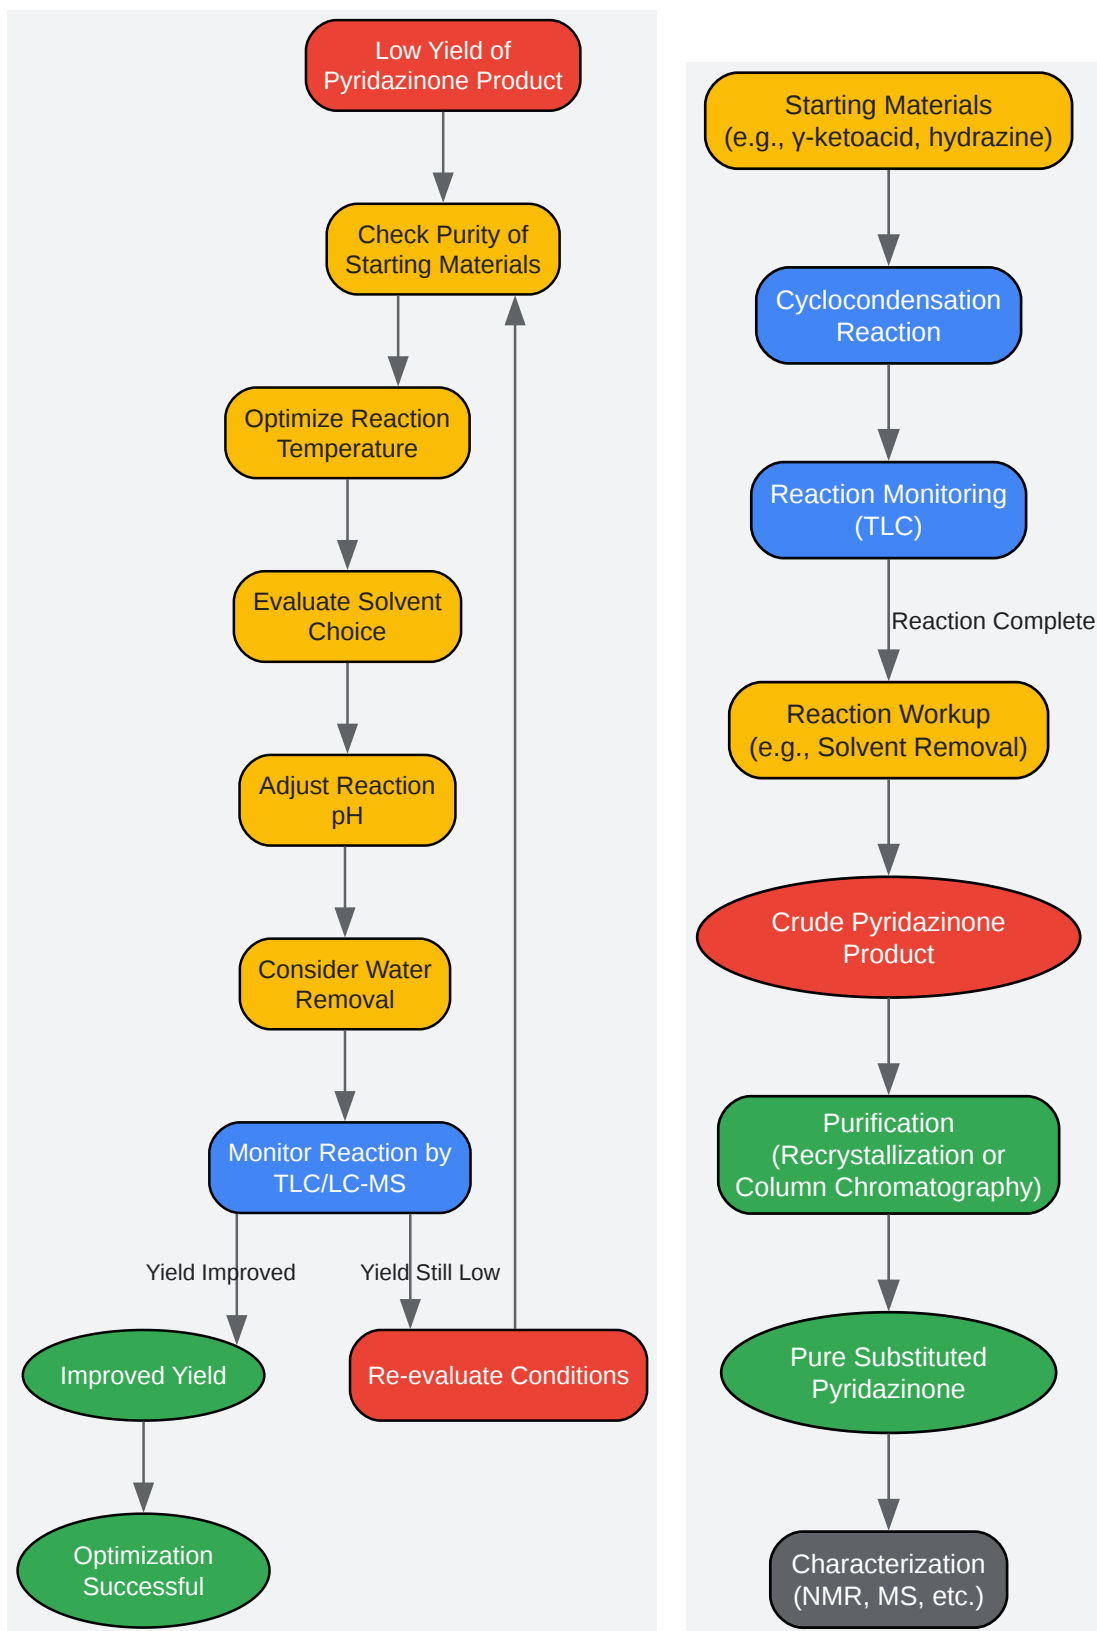 Low Yield of
Pyridazinone Product
Check Purity of
Starting Materials
Optimize Reaction
Temperature
Evaluate Solvent
Choice
Adjust Reaction
pH
Consider Water
Removal
Monitor Reaction by
TLC/LC-MS
Yield Improved
Yield Still Low
Improved Yield
Re-evaluate Conditions
Optimization
Successful
Starting Materials
(e.g., γ-ketoacid, hydrazine)
Cyclocondensation
Reaction
Reaction Monitoring
(TLC)
Reaction Complete
Reaction Workup
(e.g., Solvent Removal)
Crude Pyridazinone
Product
Purification
(Recrystallization or
Column Chromatography)
Pure Substituted
Pyridazinone
Characterization
(NMR, MS, etc.)